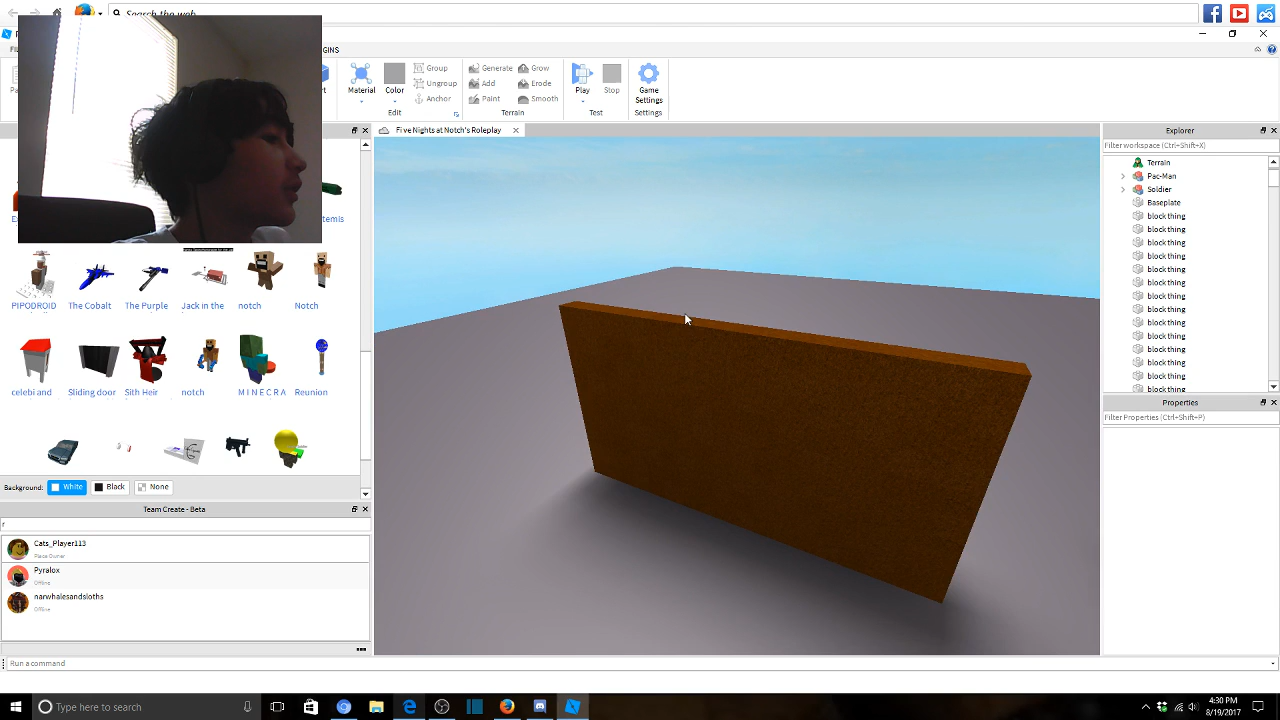 Search the web
GINS
Material
Color
Group
Ungroup
Anchor
Edit
Generate
Grow
Add
Erode
Paint
Smooth
Terrain
Play
Stop
Test
Game
Settings
Settings
Five Nights at Notch's Roleplay
Explorer
Filter workspace (Ctrl+Shift+X)
Terrain
Pac-Man
Soldier
Baseplate
block thing
block thing
block thing
block thing
block thing
block thing
block thing
block thing
block thing
block thing
block thing
block thing
block thing
block thing
Properties
Filter Properties (Ctrl+Shift+P)
PIPODROID
The Cobalt
The Purple
Jack in the
notch
Notch
celebi and
Sliding door
Sith Heir
notch
M I N E C R A
Reunion
Background:
White
Black
None
Team Create - Beta
r
Cats_Player113
Place Owner
Pyralox
Offline
narwhalesandsloths
Offline
Run a command
Type here to search
4:30 PM
8/19/2017